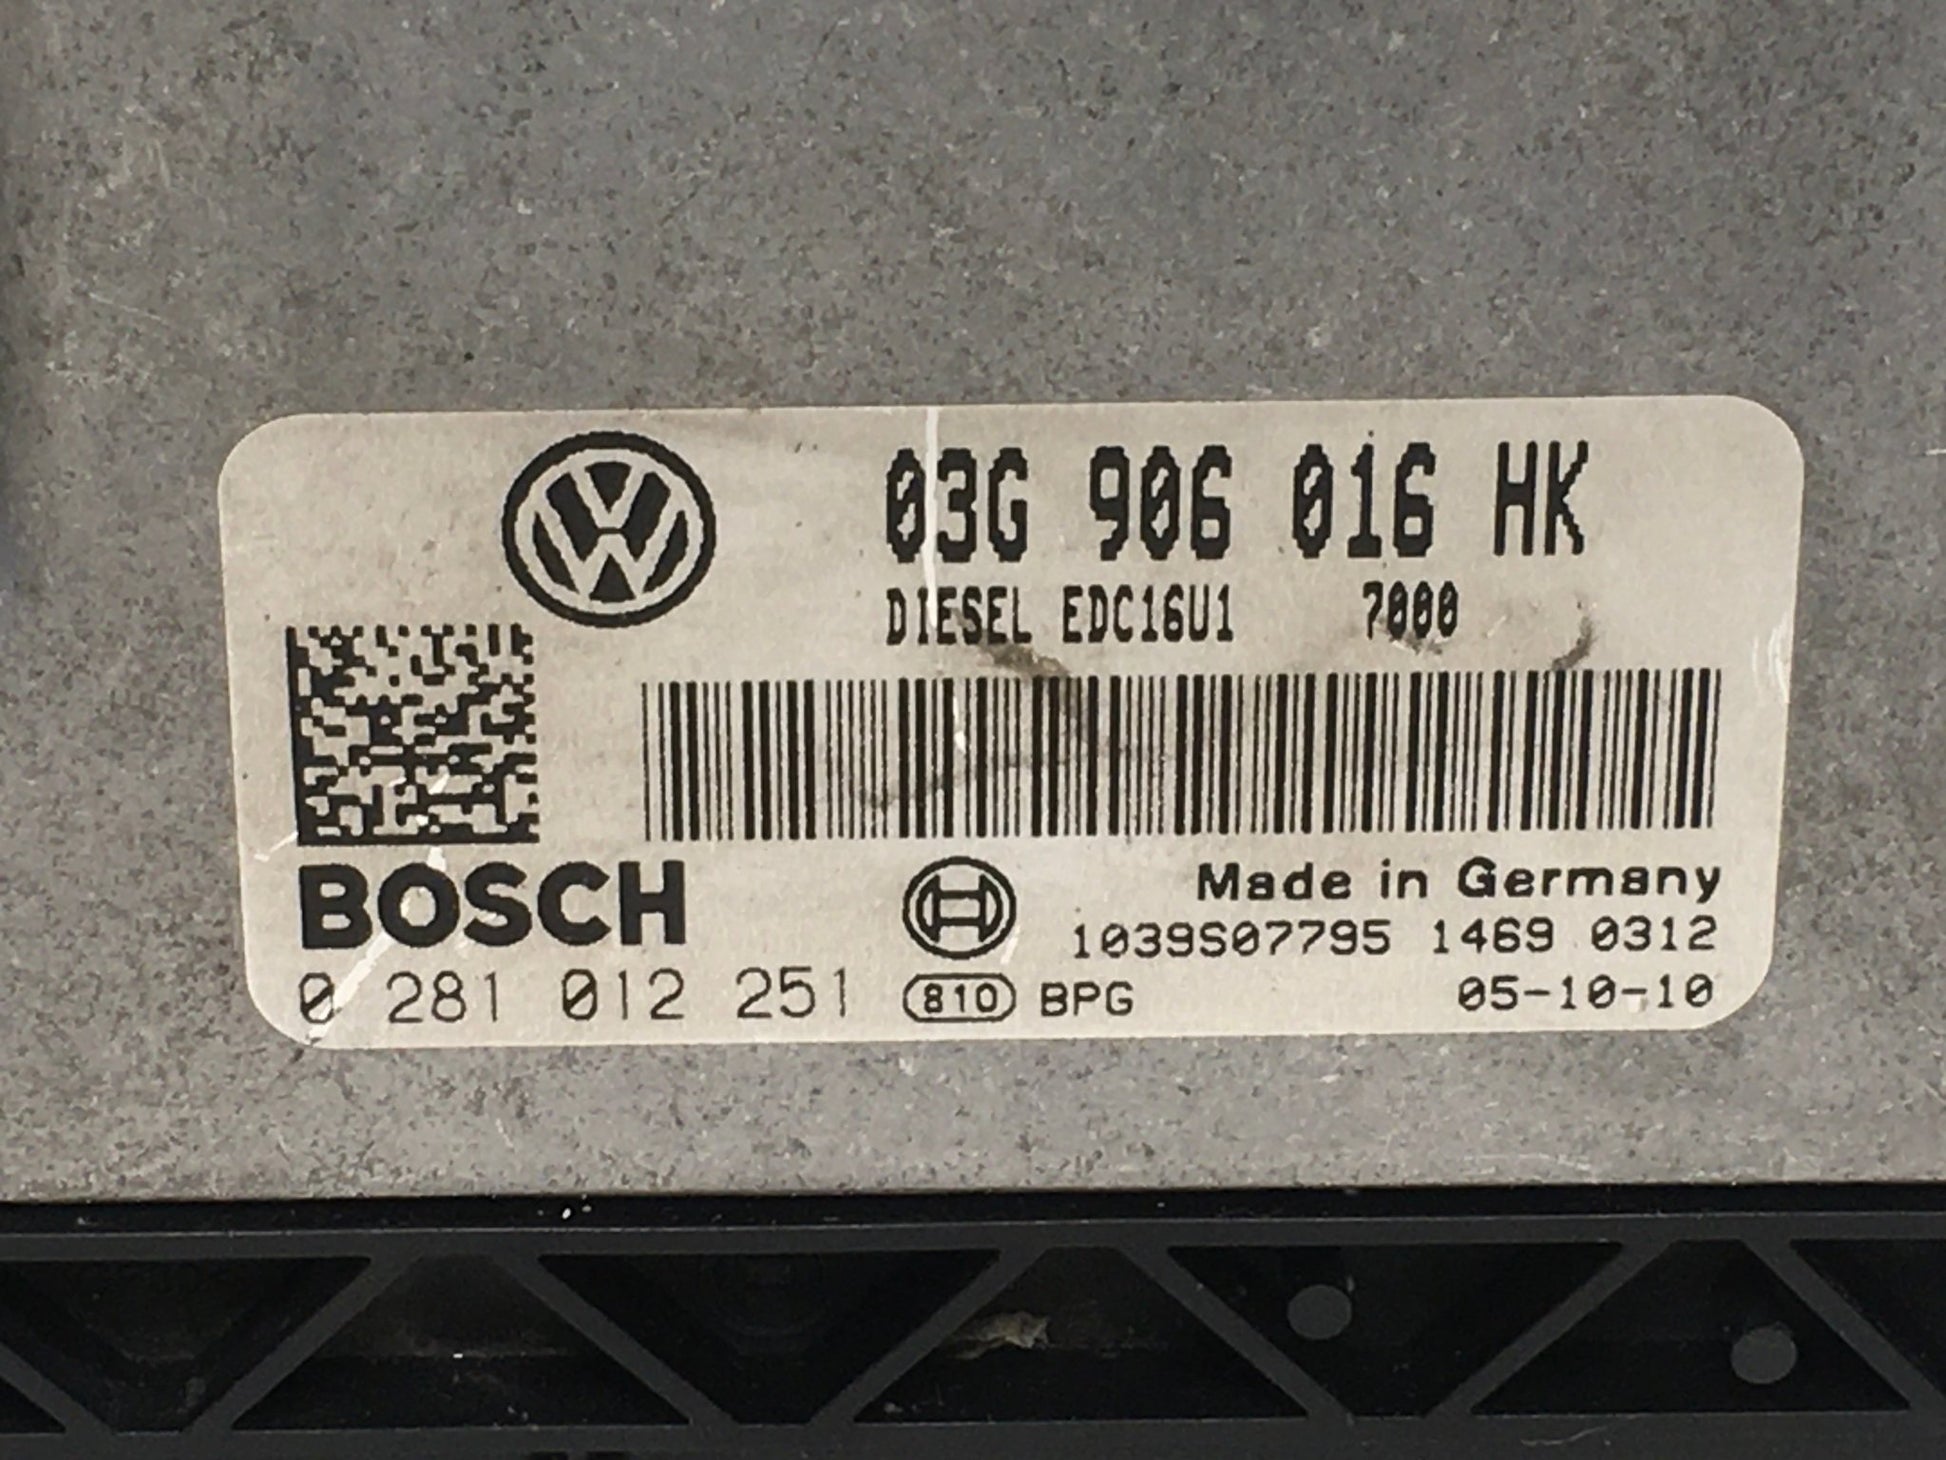 03G 906 016 HK
DIESEL EDC16U1 7000
BOSCH
Made in Germany
1039S07795 1469 0312
0 281 012 251 810 BPG 05-10-10